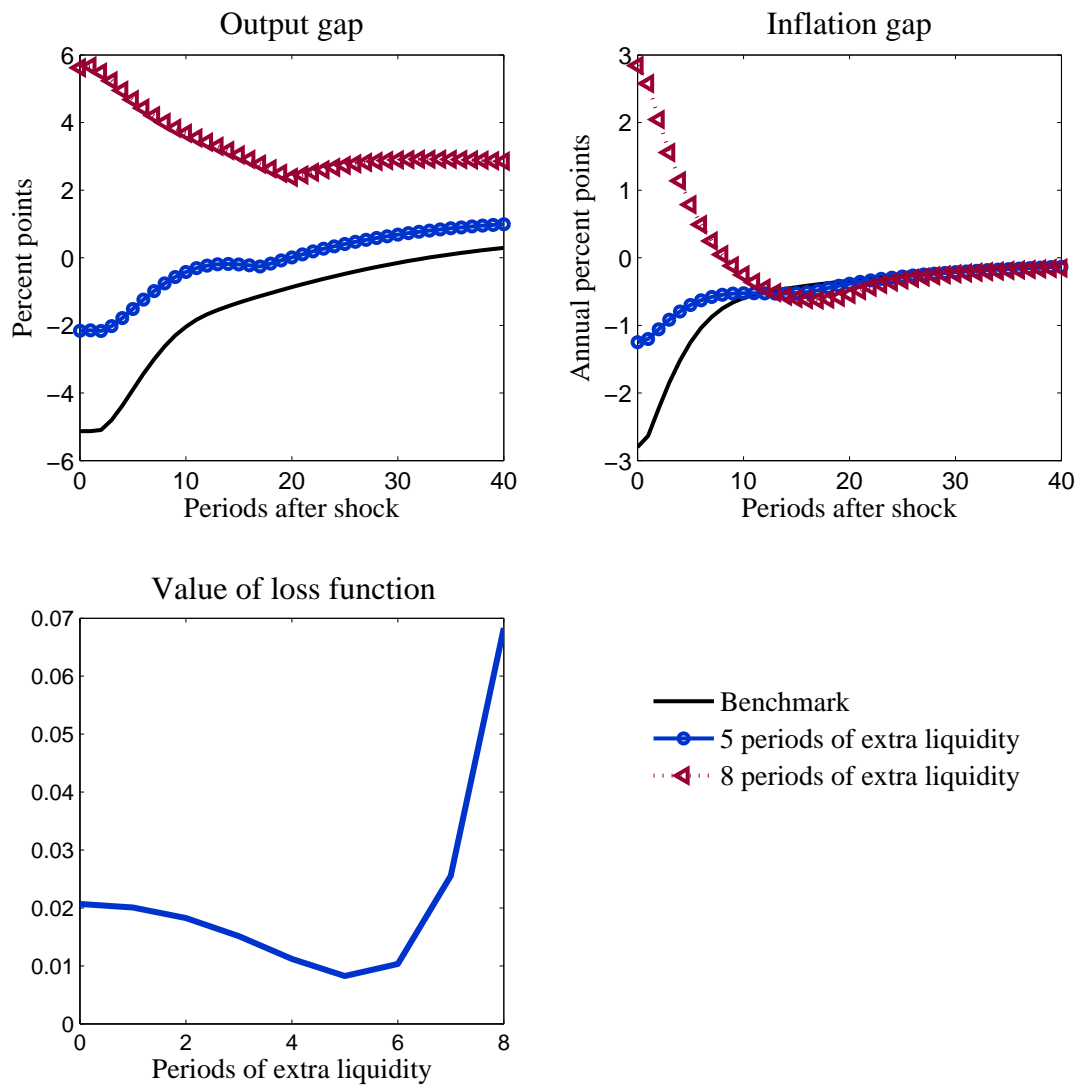 Output gap
6
4
2
0
−2
−4
−6
Percent points
0 10 20 30 40
Periods after shock
Inflation gap
3
2
1
0
−1
−2
−3
Annual percent points
0 10 20 30 40
Periods after shock
Value of loss function
0.07
0.06
0.05
0.04
0.03
0.02
0.01
0
0 2 4 6 8
Periods of extra liquidity
Benchmark
5 periods of extra liquidity
8 periods of extra liquidity